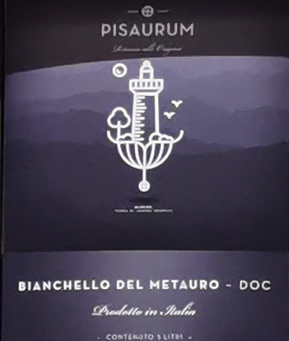 PISAURUM
Ritorno alle Origini
BIANCHELLO DEL METAURO - DOC
Prodotto in Italia
- CONTENUTO 5 LITRI -